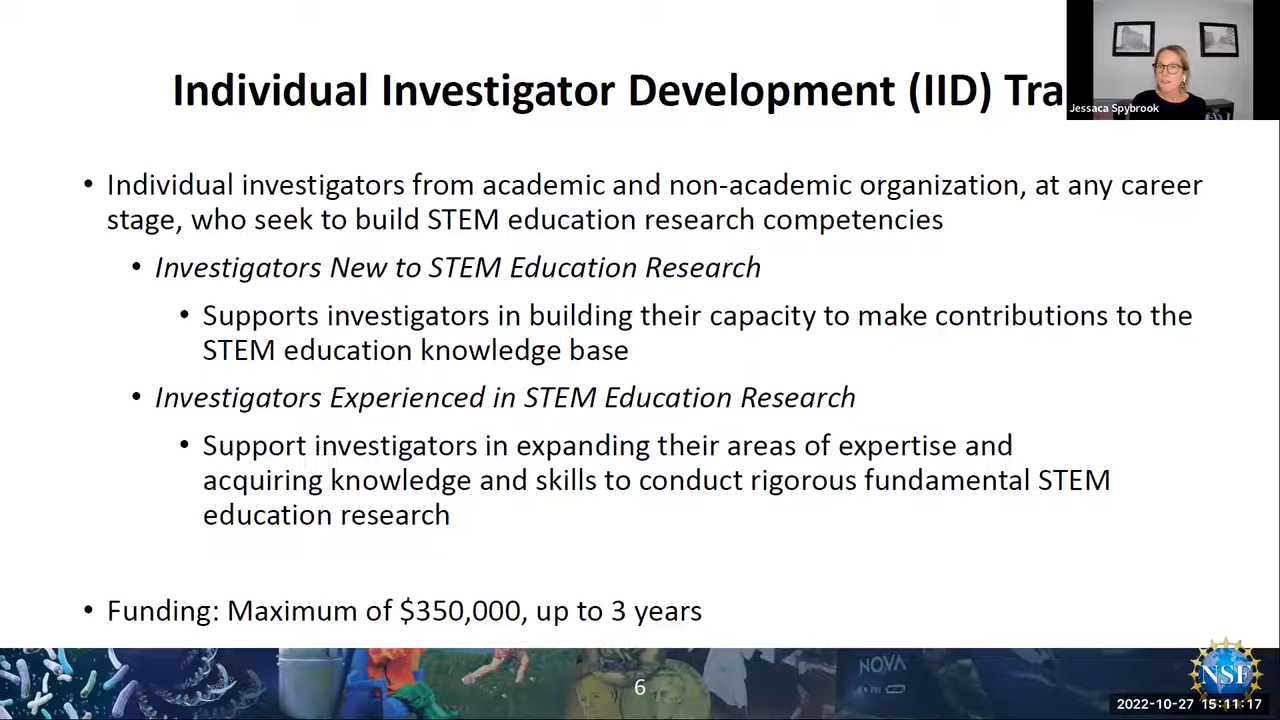 Individual Investigator Development (IID) Tra
Jessaca Spybrook
• Individual investigators from academic and non-academic organization, at any career
stage, who seek to build STEM education research competencies
• Investigators New to STEM Education Research
• Supports investigators in building their capacity to make contributions to the
STEM education knowledge base
• Investigators Experienced in STEM Education Research
• Support investigators in expanding their areas of expertise and
acquiring knowledge and skills to conduct rigorous fundamental STEM
education research
• Funding: Maximum of $350,000, up to 3 years
NOVA
6
NSF
2022-10-27 15:11:17